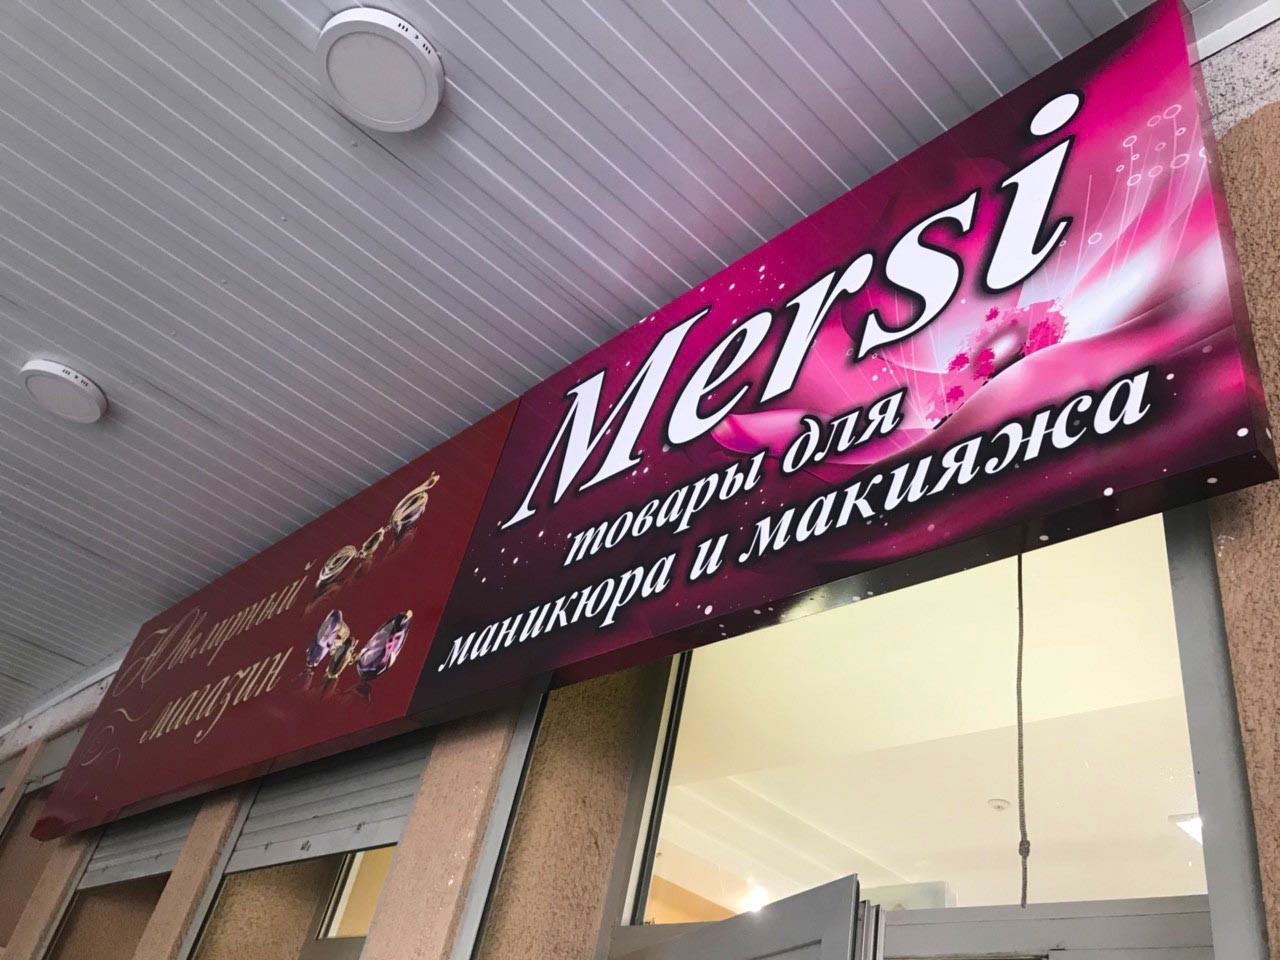 Ювелирный
магазин
Mersi
товары для
маникюра и макияжа